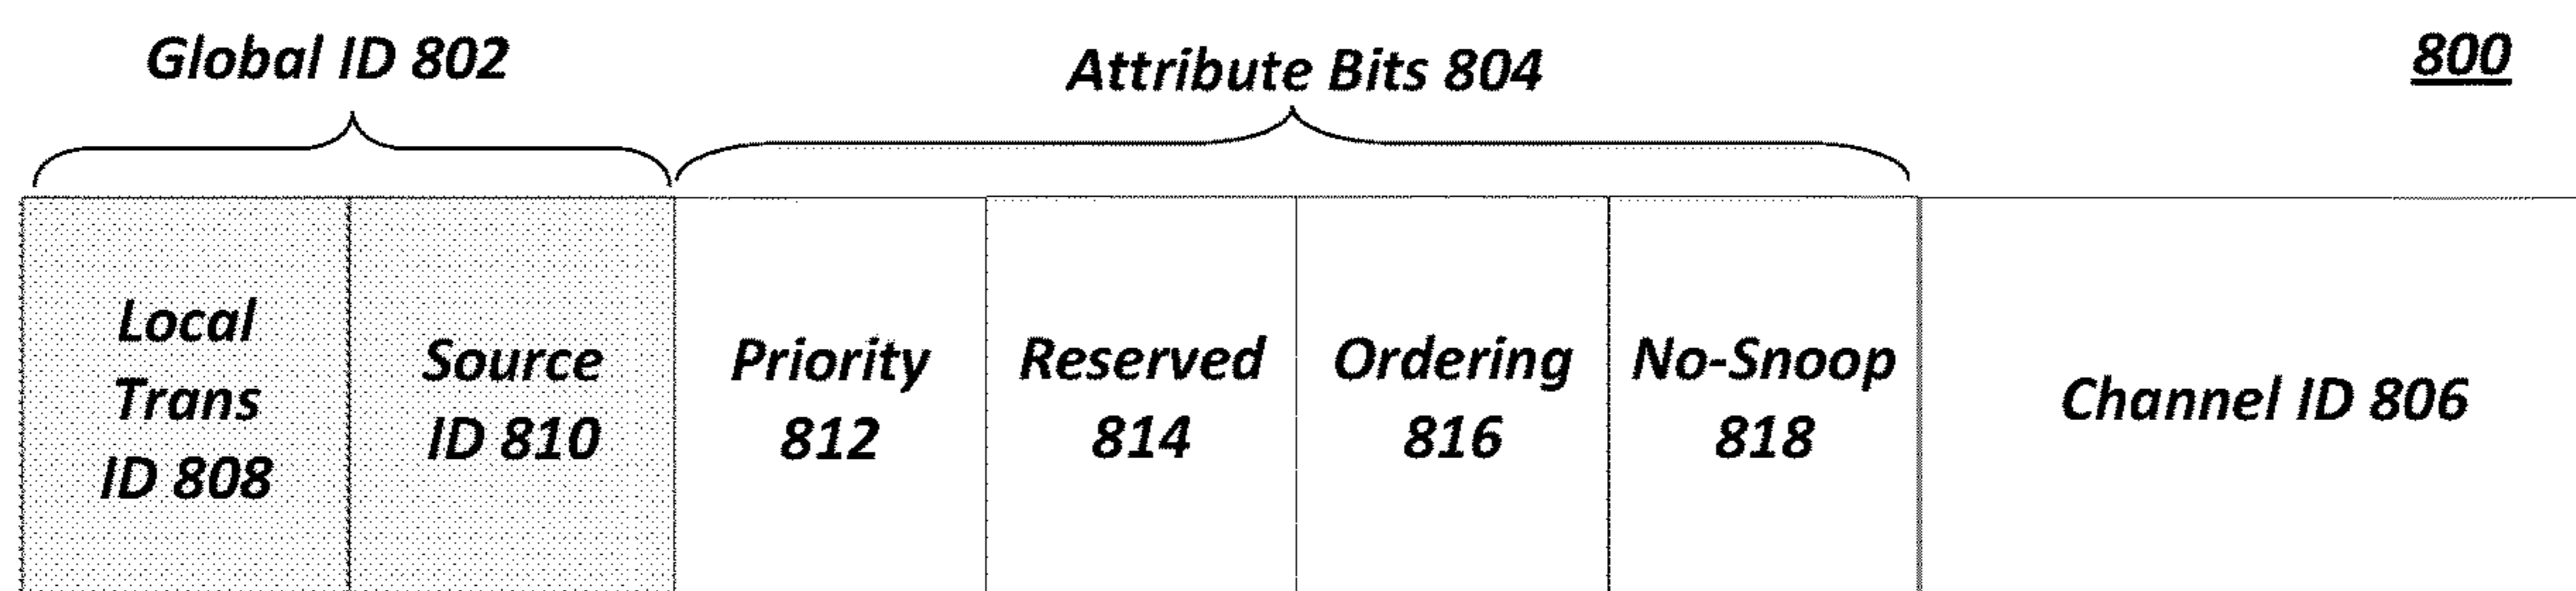 Global ID 802
Attribute Bits 804
800
Local
Trans
ID 808
Source
ID 810
Priority
812
Reserved
814
Ordering
816
No-Snoop
818
Channel ID 806